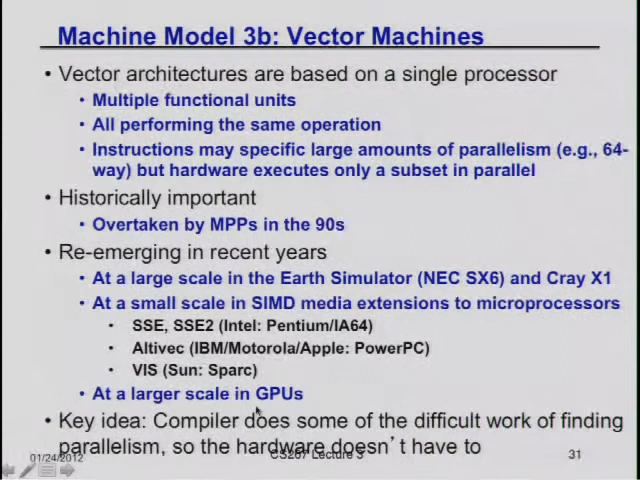 Machine Model 3b: Vector Machines
• Vector architectures are based on a single processor
• Multiple functional units
• All performing the same operation
• Instructions may specific large amounts of parallelism (e.g., 64-
way) but hardware executes only a subset in parallel
• Historically important
• Overtaken by MPPs in the 90s
• Re-emerging in recent years
• At a large scale in the Earth Simulator (NEC SX6) and Cray X1
• At a small scale in SIMD media extensions to microprocessors
• SSE, SSE2 (Intel: Pentium/IA64)
• Altivec (IBM/Motorola/Apple: PowerPC)
• VIS (Sun: Sparc)
• At a larger scale in GPUs
• Key idea: Compiler does some of the difficult work of finding
parallelism, so the hardware doesn't have to
01/24/2012
CS267 Lecture 3
31